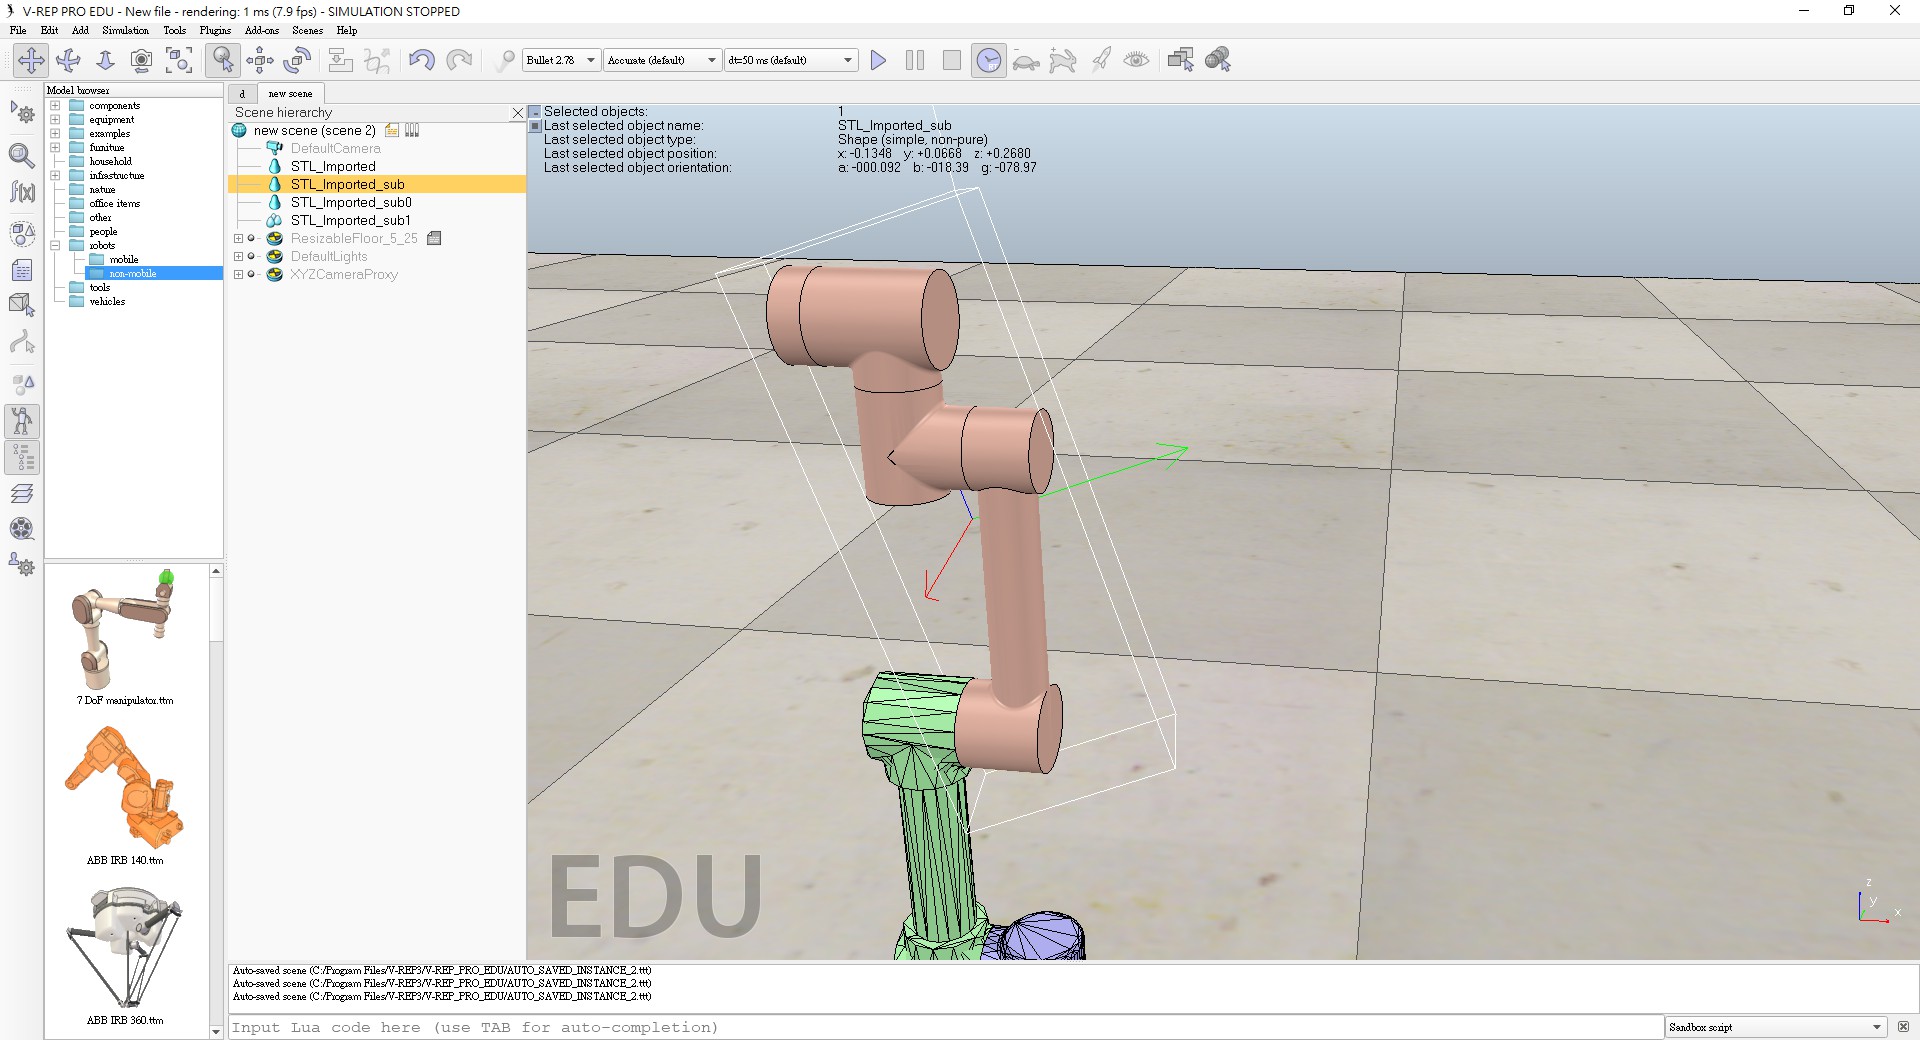 V-REP PRO EDU - New file - rendering: 1 ms (7.9 fps) - SIMULATION STOPPED
File Edit Add Simulation Tools Plugins Add-ons Scenes Help
Bullet 2.78 Accurate (default) dt=50 ms (default)
Model browser
components
equipment
examples
furniture
household
infrastructure
nature
office items
other
people
robots
mobile
non-mobile
tools
vehicles
7 DoF manipulator.ttm
ABB IRB 140.ttm
ABB IRB 360.ttm
d new scene
Scene hierarchy
new scene (scene 2)
DefaultCamera
STL_Imported
STL_Imported_sub
STL_Imported_sub0
STL_Imported_sub1
ResizableFloor_5_25
DefaultLights
XYZCameraProxy
Selected objects: 1
Last selected object name: STL_Imported_sub
Last selected object type: Shape (simple, non-pure)
Last selected object position: x: -0.1348 y: +0.0668 z: +0.2680
Last selected object orientation: a: -000.092 b: -018.39 g: -078.97
EDU
z
y
x
Auto-saved scene (C:/Program Files/V-REP3/V-REP_PRO_EDU/AUTO_SAVED_INSTANCE_2.ttt)
Auto-saved scene (C:/Program Files/V-REP3/V-REP_PRO_EDU/AUTO_SAVED_INSTANCE_2.ttt)
Auto-saved scene (C:/Program Files/V-REP3/V-REP_PRO_EDU/AUTO_SAVED_INSTANCE_2.ttt)
Input Lua code here (use TAB for auto-completion)
Sandbox script